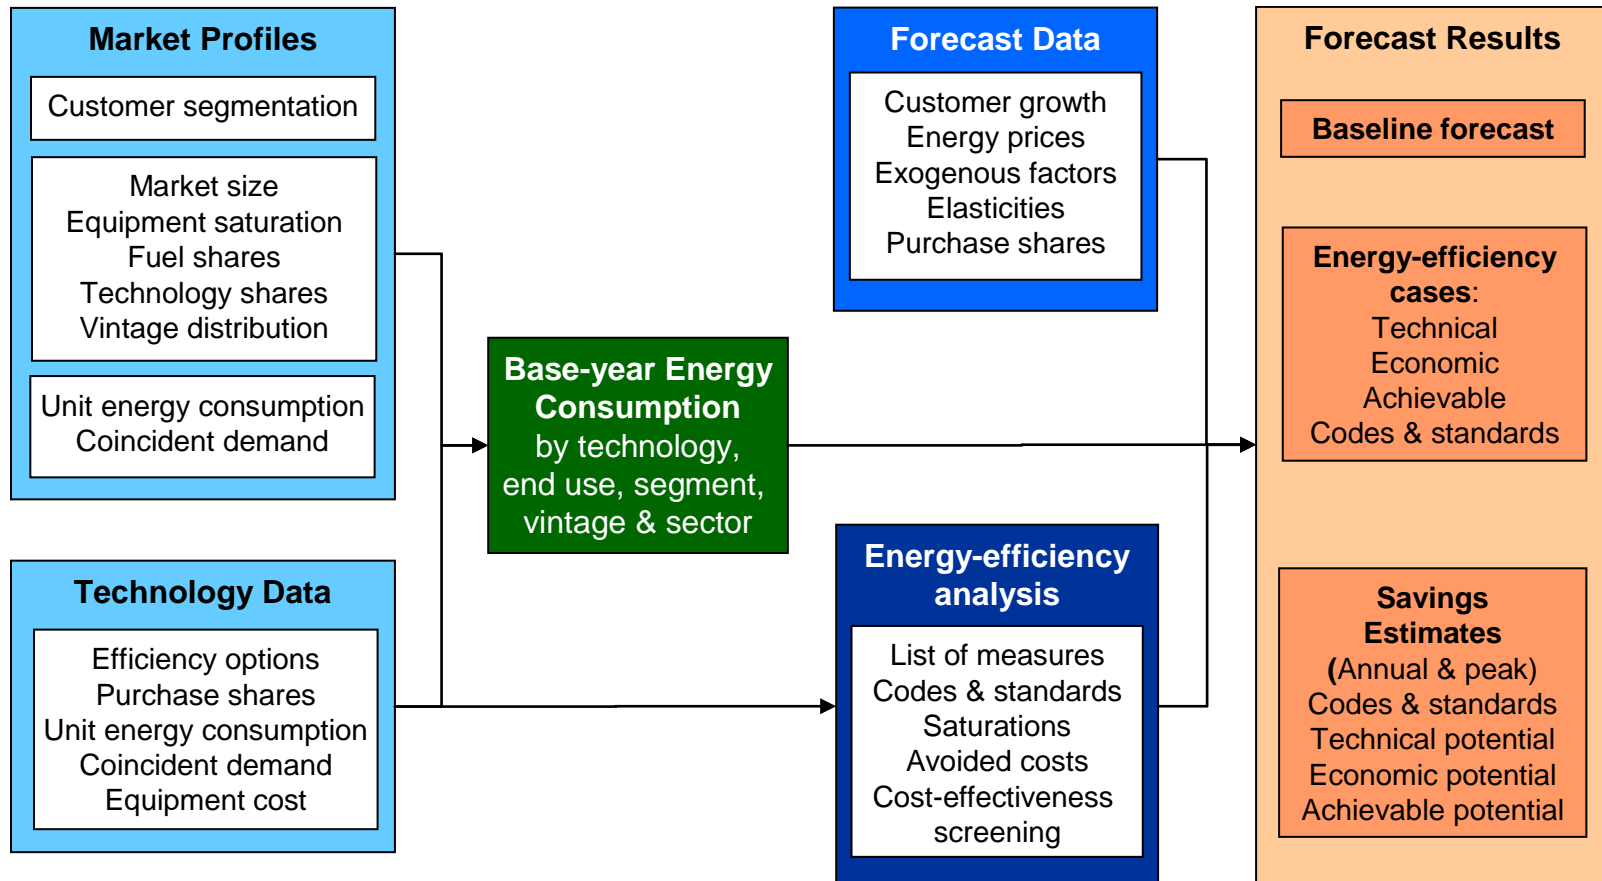 Market Profiles
Customer segmentation
Market size
Equipment saturation
Fuel shares
Technology shares
Vintage distribution
Unit energy consumption
Coincident demand
Technology Data
Efficiency options
Purchase shares
Unit energy consumption
Coincident demand
Equipment cost
Base-year Energy
Consumption
by technology,
end use, segment,
vintage & sector
Forecast Data
Customer growth
Energy prices
Exogenous factors
Elasticities
Purchase shares
Energy-efficiency
analysis
List of measures
Codes & standards
Saturations
Avoided costs
Cost-effectiveness
screening
Forecast Results
Baseline forecast
Energy-efficiency
cases:
Technical
Economic
Achievable
Codes & standards
Savings
Estimates
(Annual & peak)
Codes & standards
Technical potential
Economic potential
Achievable potential